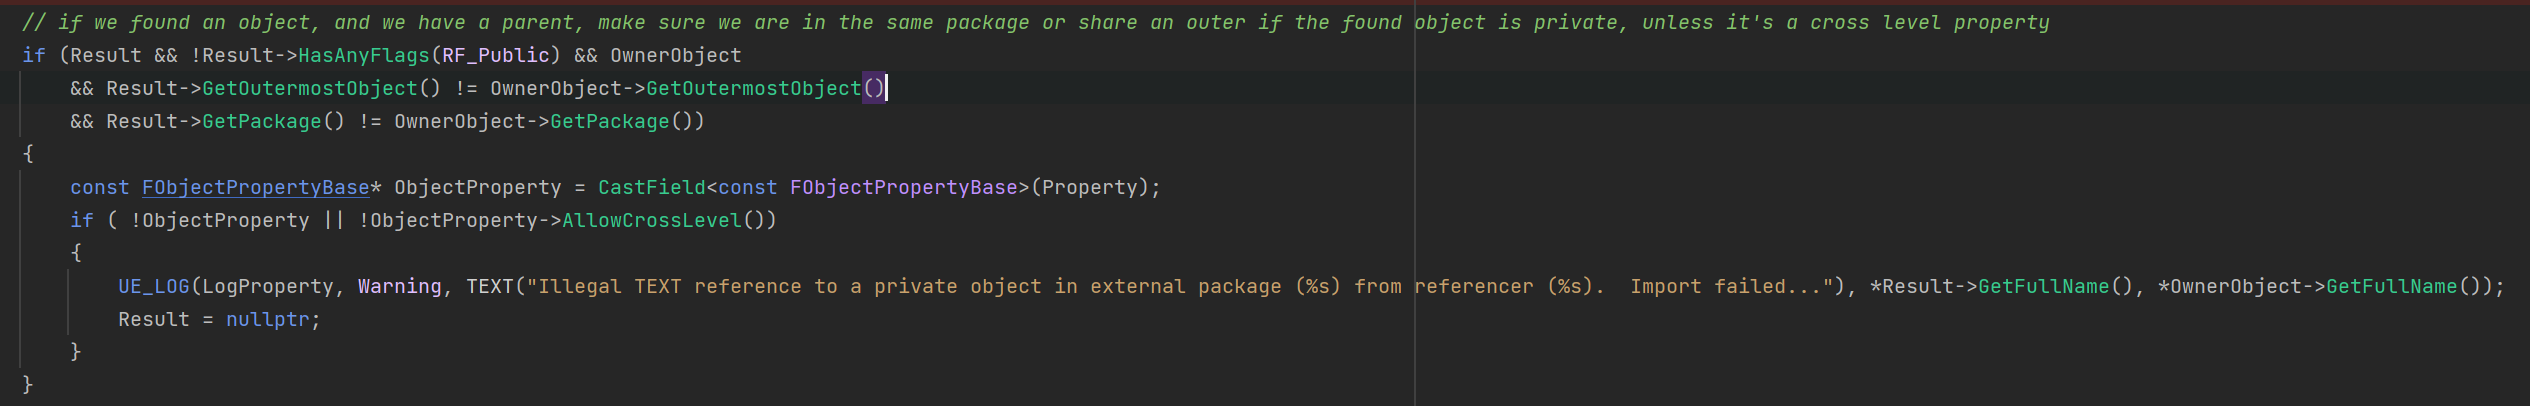 // if we found an object, and we have a parent, make sure we are in the same package or share an outer if the found object is private, unless it's a cross level property
if (Result && !Result->HasAnyFlags(RF_Public) && OwnerObject
    && Result->GetOutermostObject() != OwnerObject->GetOutermostObject()
    && Result->GetPackage() != OwnerObject->GetPackage())
{
    const FObjectPropertyBase* ObjectProperty = CastField<const FObjectPropertyBase>(Property);
    if ( !ObjectProperty || !ObjectProperty->AllowCrossLevel())
    {
        UE_LOG(LogProperty, Warning, TEXT("Illegal TEXT reference to a private object in external package (%s) from referencer (%s).  Import failed..."), *Result->GetFullName(), *OwnerObject->GetFullName());
        Result = nullptr;
    }
}